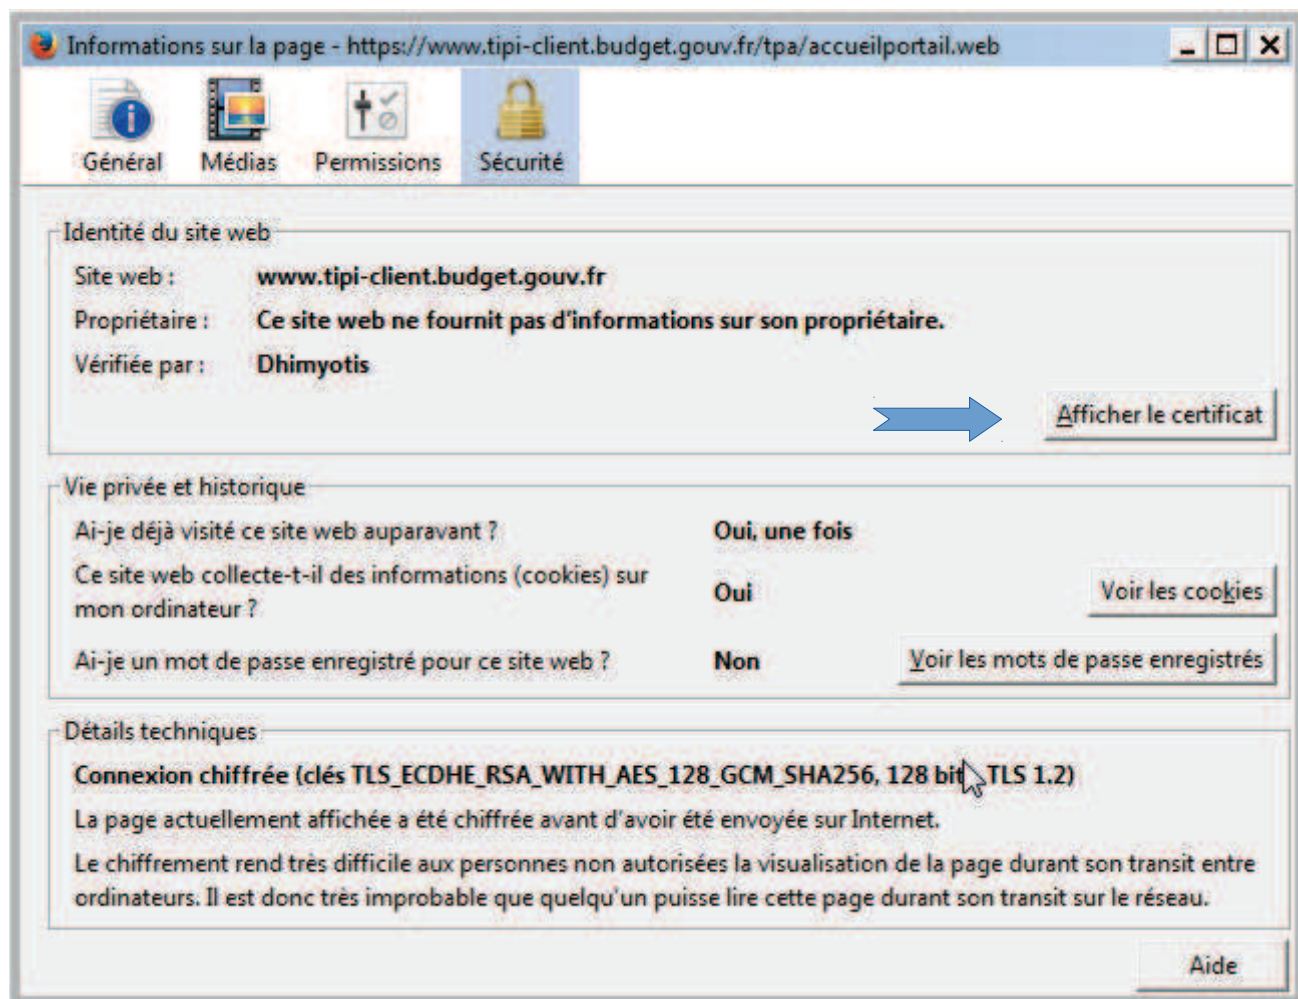 Informations sur la page - https://www.tipi-client.budget.gouv.fr/tpa/accueilportail.web
Général Médias Permissions Sécurité
Identité du site web
Site web : www.tipi-client.budget.gouv.fr
Propriétaire : Ce site web ne fournit pas d'informations sur son propriétaire.
Vérifiée par : Dhimyotis
Afficher le certificat
Vie privée et historique
Ai-je déjà visité ce site web auparavant ? Oui, une fois
Ce site web collecte-t-il des informations (cookies) sur
mon ordinateur ? Oui Voir les cookies
Ai-je un mot de passe enregistré pour ce site web ? Non Voir les mots de passe enregistrés
Détails techniques
Connexion chiffrée (clés TLS_ECDHE_RSA_WITH_AES_128_GCM_SHA256, 128 bit TLS 1.2)
La page actuellement affichée a été chiffrée avant d'avoir été envoyée sur Internet.
Le chiffrement rend très difficile aux personnes non autorisées la visualisation de la page durant son transit entre
ordinateurs. Il est donc très improbable que quelqu'un puisse lire cette page durant son transit sur le réseau.
Aide